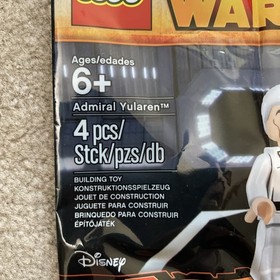 LEGO
WAR
Ages/edades
6+
Admiral Yularen™
4 pcs/
Stck/pzs/db
BUILDING TOY
KONSTRUKTIONSSPIELZEUG
JOUET DE CONSTRUCTION
JUGUETE PARA CONSTRUIR
BRINQUEDO PARA CONSTRUIR
ÉPÍTŐJÁTÉK
Disney